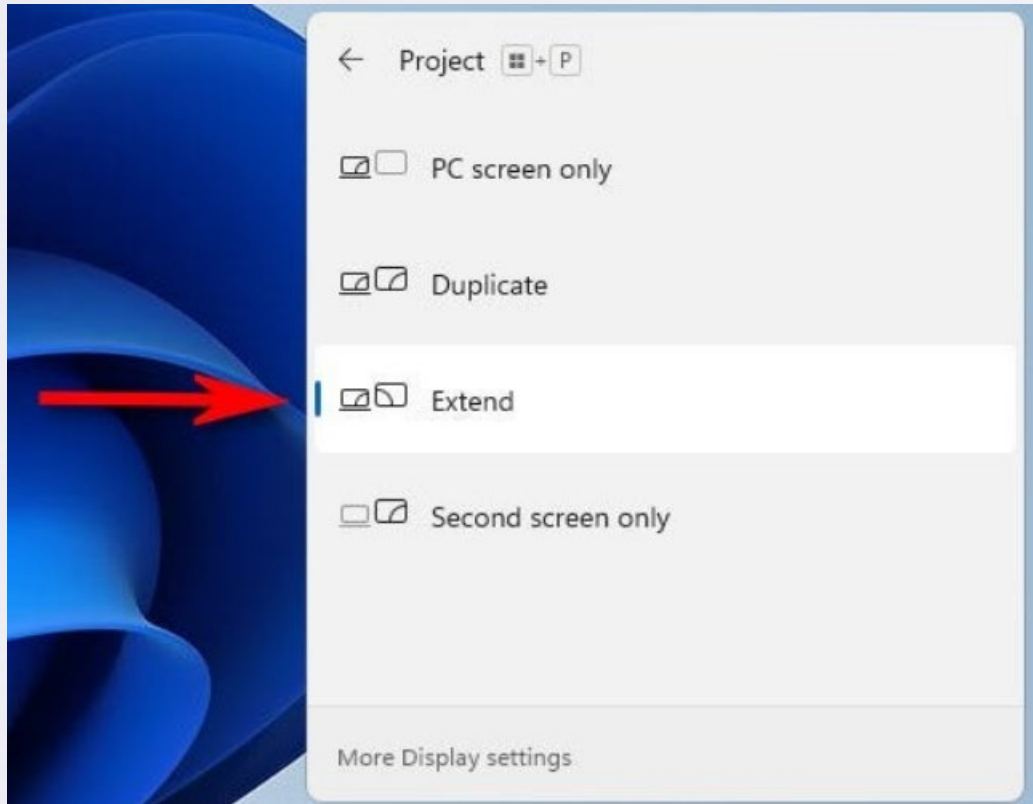 Project + P
PC screen only
Duplicate
Extend
Second screen only
More Display settings